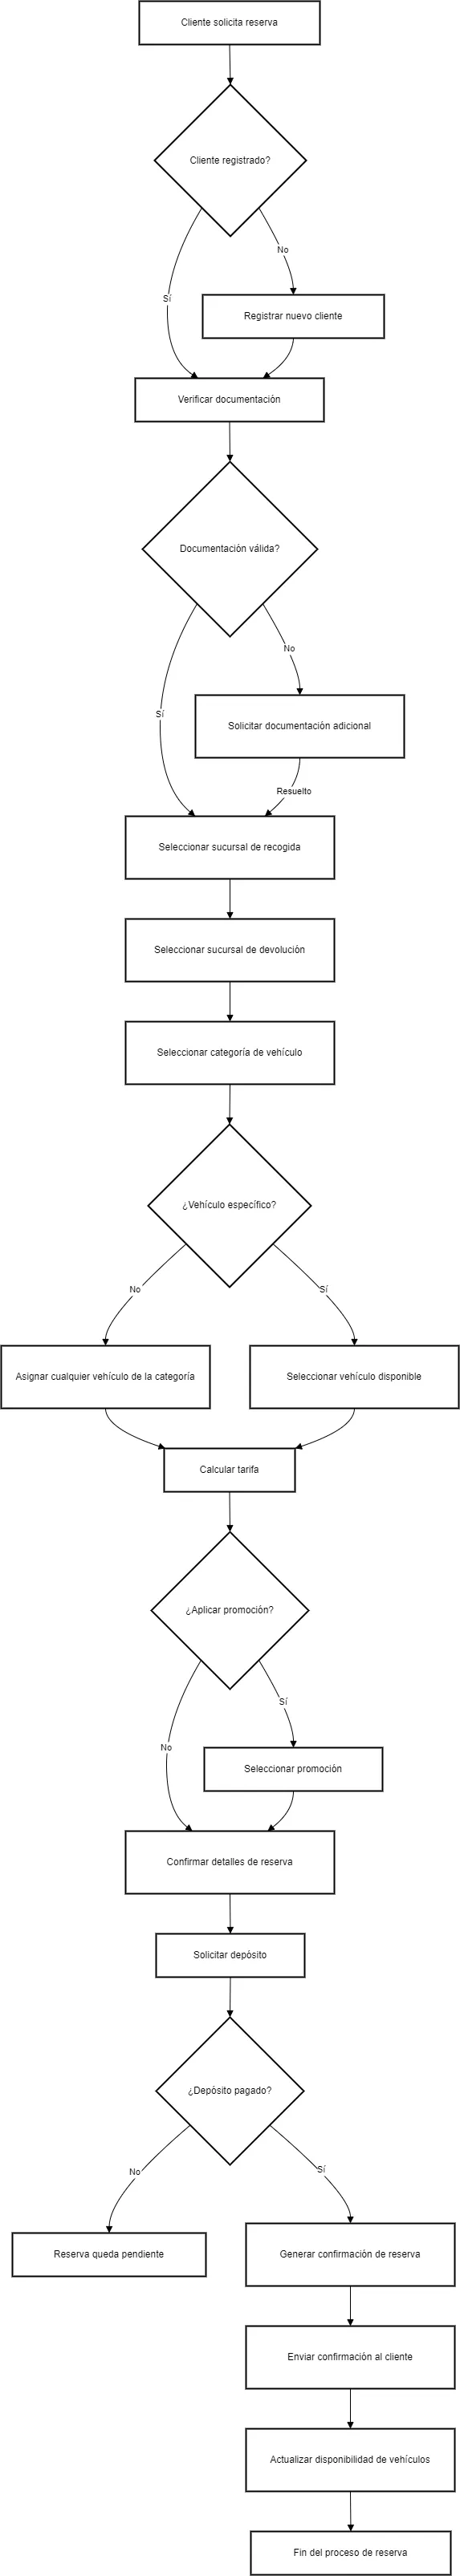 Cliente solicita reserva
Cliente registrado?
No
Sí
Registrar nuevo cliente
Verificar documentación
Documentación válida?
No
Sí
Solicitar documentación adicional
Resuelto
Seleccionar sucursal de recogida
Seleccionar sucursal de devolución
Seleccionar categoría de vehículo
¿Vehículo específico?
No
Sí
Asignar cualquier vehículo de la categoría
Seleccionar vehículo disponible
Calcular tarifa
¿Aplicar promoción?
Sí
No
Seleccionar promoción
Confirmar detalles de reserva
Solicitar depósito
¿Depósito pagado?
No
Sí
Reserva queda pendiente
Generar confirmación de reserva
Enviar confirmación al cliente
Actualizar disponibilidad de vehículos
Fin del proceso de reserva